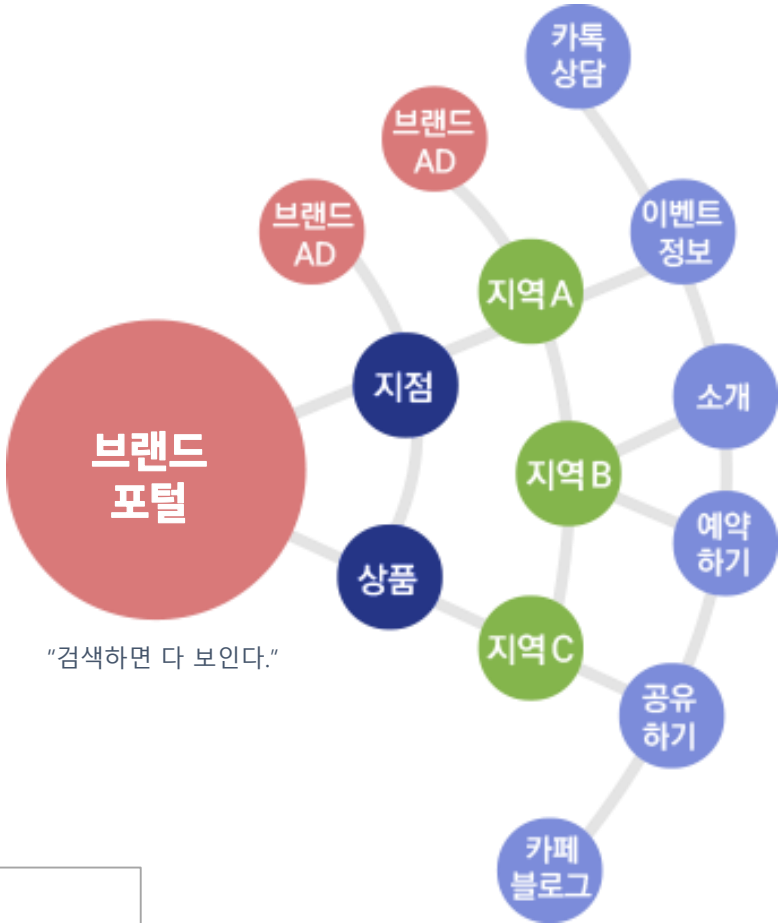 카톡
상담
브랜드
AD
브랜드
AD
이벤트
정보
지역 A
지점
소개
브랜드
포털
지역 B
예약
하기
상품
지역 C
"검색하면 다 보인다."
공유
하기
카페
블로그